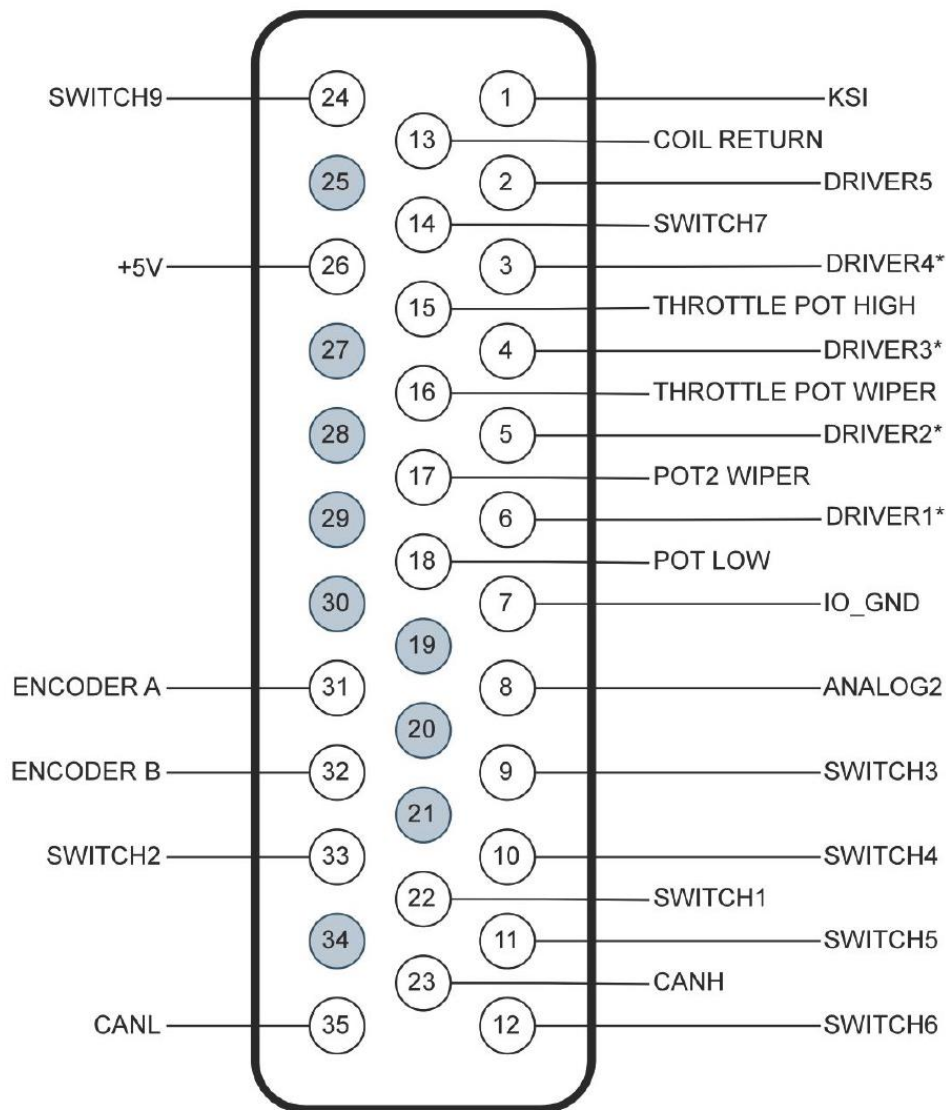 SWITCH9 24 1 KSI
13 COIL RETURN
25 2 DRIVER5
14 SWITCH7
+5V 26 3 DRIVER4*
15 THROTTLE POT HIGH
27 4 DRIVER3*
16 THROTTLE POT WIPER
28 5 DRIVER2*
17 POT2 WIPER
29 6 DRIVER1*
18 POT LOW
30 7 IO_GND
19
ENCODER A 31 8 ANALOG2
20
ENCODER B 32 9 SWITCH3
21
SWITCH2 33 10 SWITCH4
22 SWITCH1
34 11 SWITCH5
23 CANH
CANL 35 12 SWITCH6